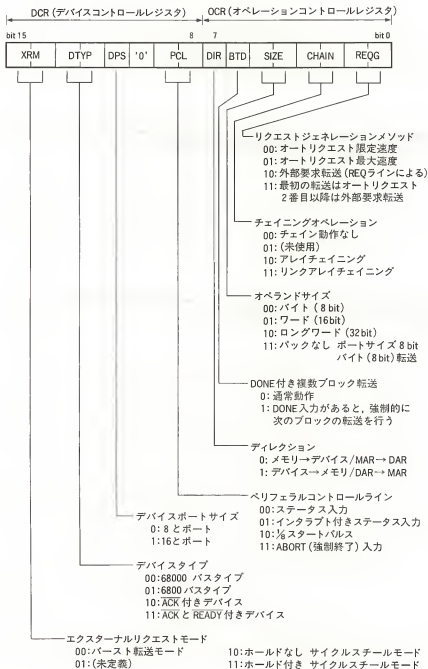 DCR (デバイスコントロールレジスタ) OCR (オペレーションコントロールレジスタ)
bit 15 8 7 bit 0
XRM DTYP DPS '0' PCL DIR BTD SIZE CHAIN REQG
リクエストジェネレーションメソッド
00: オートリクエスト限定速度
01: オートリクエスト最大速度
10: 外部要求転送 (REQラインによる)
11: 最初の転送はオートリクエスト
2番目以降は外部要求転送
チェイニングオペレーション
00: チェイン動作なし
01: (未使用)
10: アレイチェイニング
11: リンクアレイチェイニング
オペランドサイズ
00: バイト (8 bit)
01: ワード (16bit)
10: ロングワード (32bit)
11: パックなし ポートサイズ 8 bit
バイト (8 bit) 転送
DONE付き複数ブロック転送
0: 通常動作
1: DONE入力があると, 強制的に
次のブロックの転送を行う
ディレクション
0: メモリ→デバイス/MAR→DAR
1: デバイス→メモリ/DAR→MAR
ペリフェラルコントロールライン
00: ステータス入力
01: インタラプト付きステータス入力
10: ⅛スタートパルス
11: ABORT (強制終了) 入力
デバイスポートサイズ
0: 8とポート
1: 16とポート
デバイスタイプ
00: 68000 バスタイプ
01: 6800バスタイプ
10: ACK 付きデバイス
11: ACK と READY 付きデバイス
エクスターナルリクエストモード
00: バースト転送モード
01: (未定義)
10: ホールドなし サイクルスチールモード
11: ホールド付き サイクルスチールモード